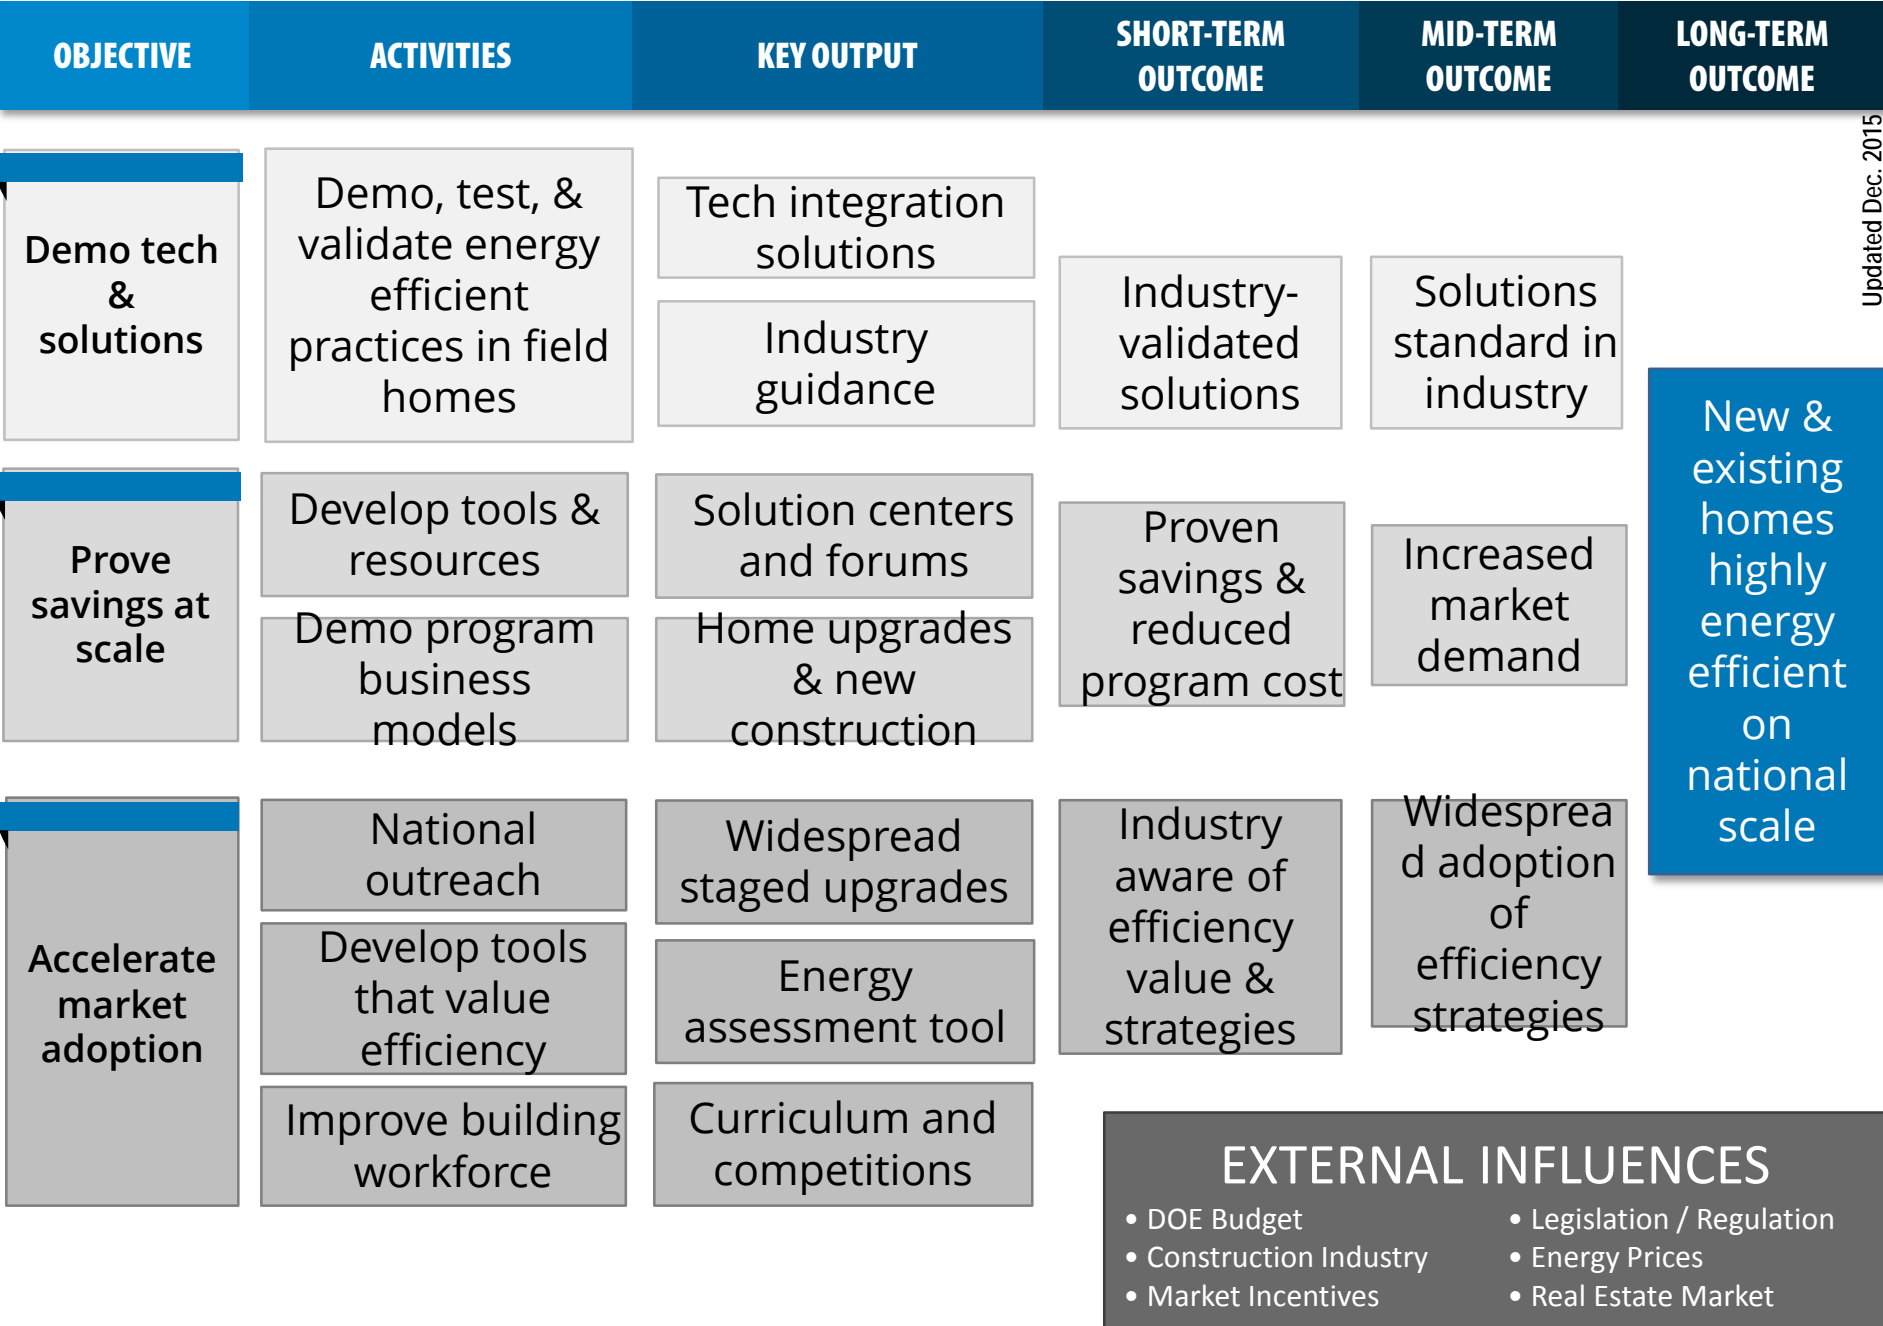 OBJECTIVE
ACTIVITIES
KEY OUTPUT
SHORT-TERM
OUTCOME
MID-TERM
OUTCOME
LONG-TERM
OUTCOME
Updated Dec. 2015
Demo tech
&
solutions
Demo, test, &
validate energy
efficient
practices in field
homes
Tech integration
solutions
Industry
guidance
Industry-
validated
solutions
Solutions
standard in
industry
Prove
savings at
scale
Develop tools &
resources
Demo program
business
models
Solution centers
and forums
Home upgrades
& new
construction
Proven
savings &
reduced
program cost
Increased
market
demand
Accelerate
market
adoption
National
outreach
Develop tools
that value
efficiency
Improve building
workforce
Widespread
staged upgrades
Energy
assessment tool
Curriculum and
competitions
Industry
aware of
efficiency
value &
strategies
Widesprea
d adoption
of
efficiency
strategies
New &
existing
homes
highly
energy
efficient
on
national
scale
EXTERNAL INFLUENCES
• DOE Budget
• Construction Industry
• Market Incentives
• Legislation / Regulation
• Energy Prices
• Real Estate Market